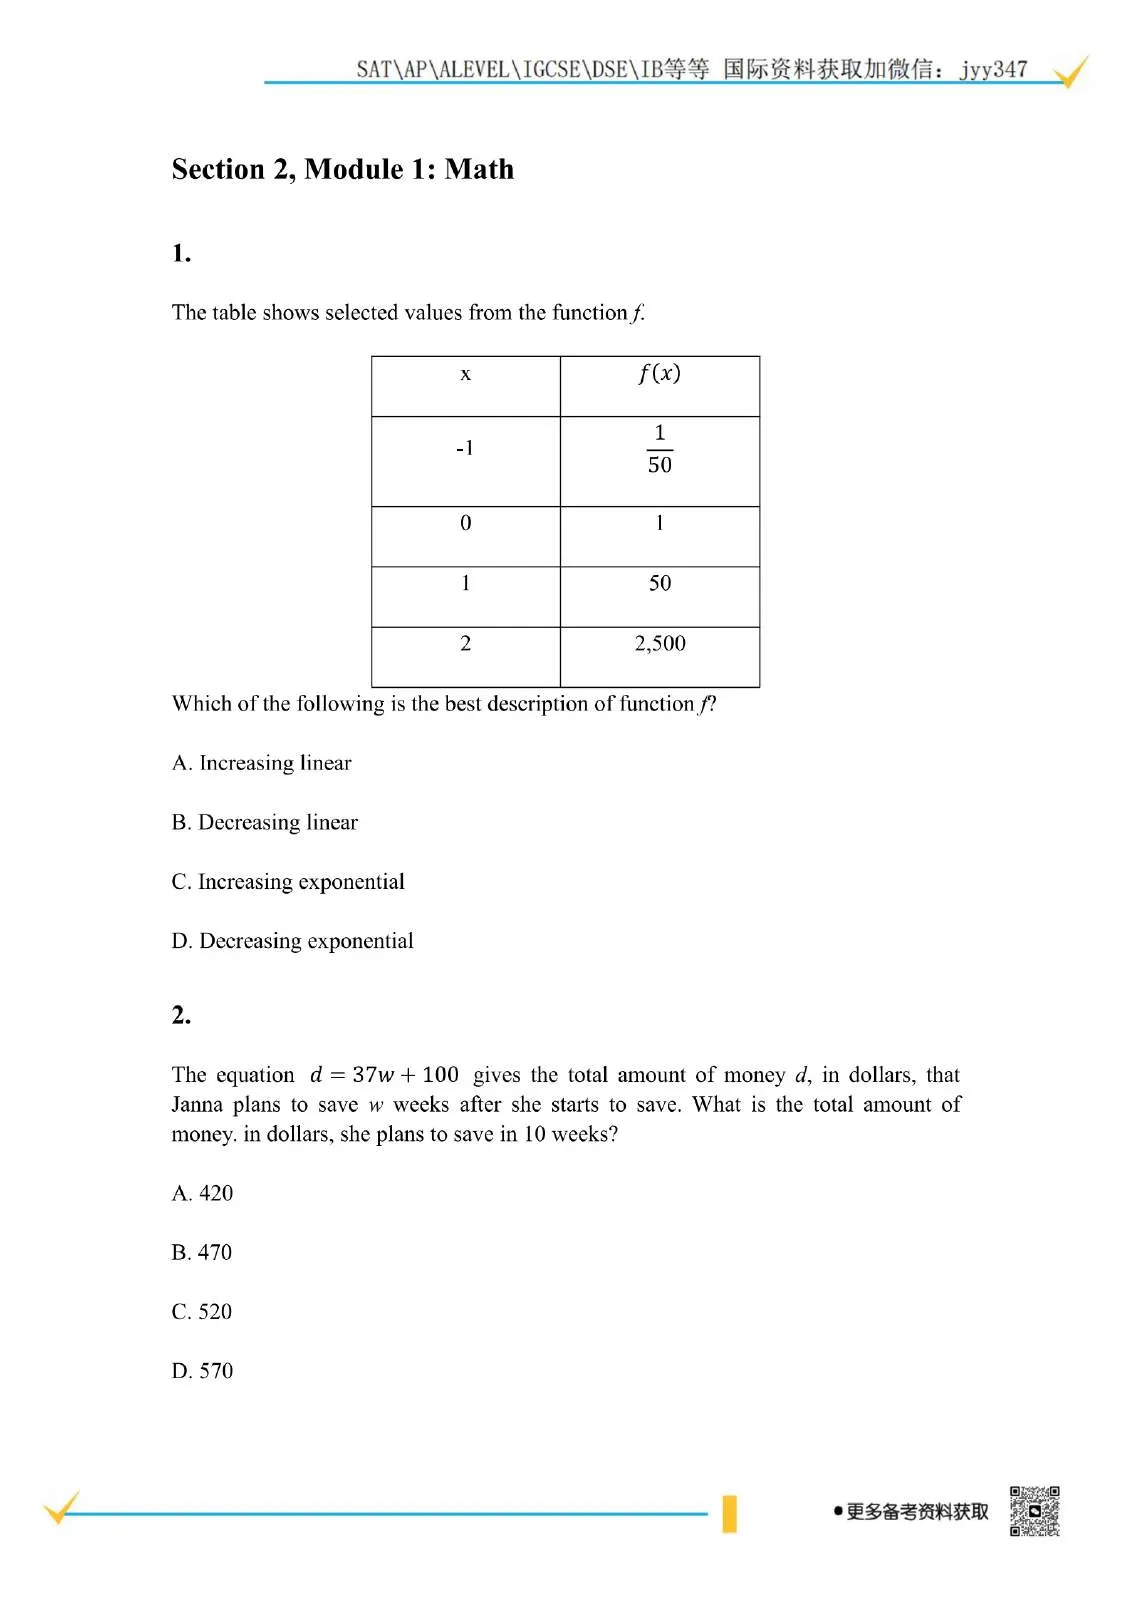 SAT\AP\ALEVEL\IGCSE\DSE\IB等等 国际资料获取加微信：jyy347
Section 2, Module 1: Math
1.
The table shows selected values from the function f.
x f(x)
-1 1/50
0 1
1 50
2 2,500
Which of the following is the best description of function f?
A. Increasing linear
B. Decreasing linear
C. Increasing exponential
D. Decreasing exponential
2.
The equation d = 37w + 100 gives the total amount of money d, in dollars, that
Janna plans to save w weeks after she starts to save. What is the total amount of
money. in dollars, she plans to save in 10 weeks?
A. 420
B. 470
C. 520
D. 570
•更多备考资料获取